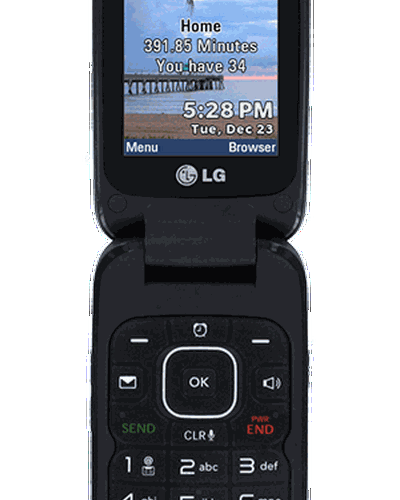 Home
391.85 Minutes
You have 34
5:28 PM
Tue, Dec 23
Menu Browser
LG
OK
SEND
PWR
END
CLR
1 @ 2 abc 3 def